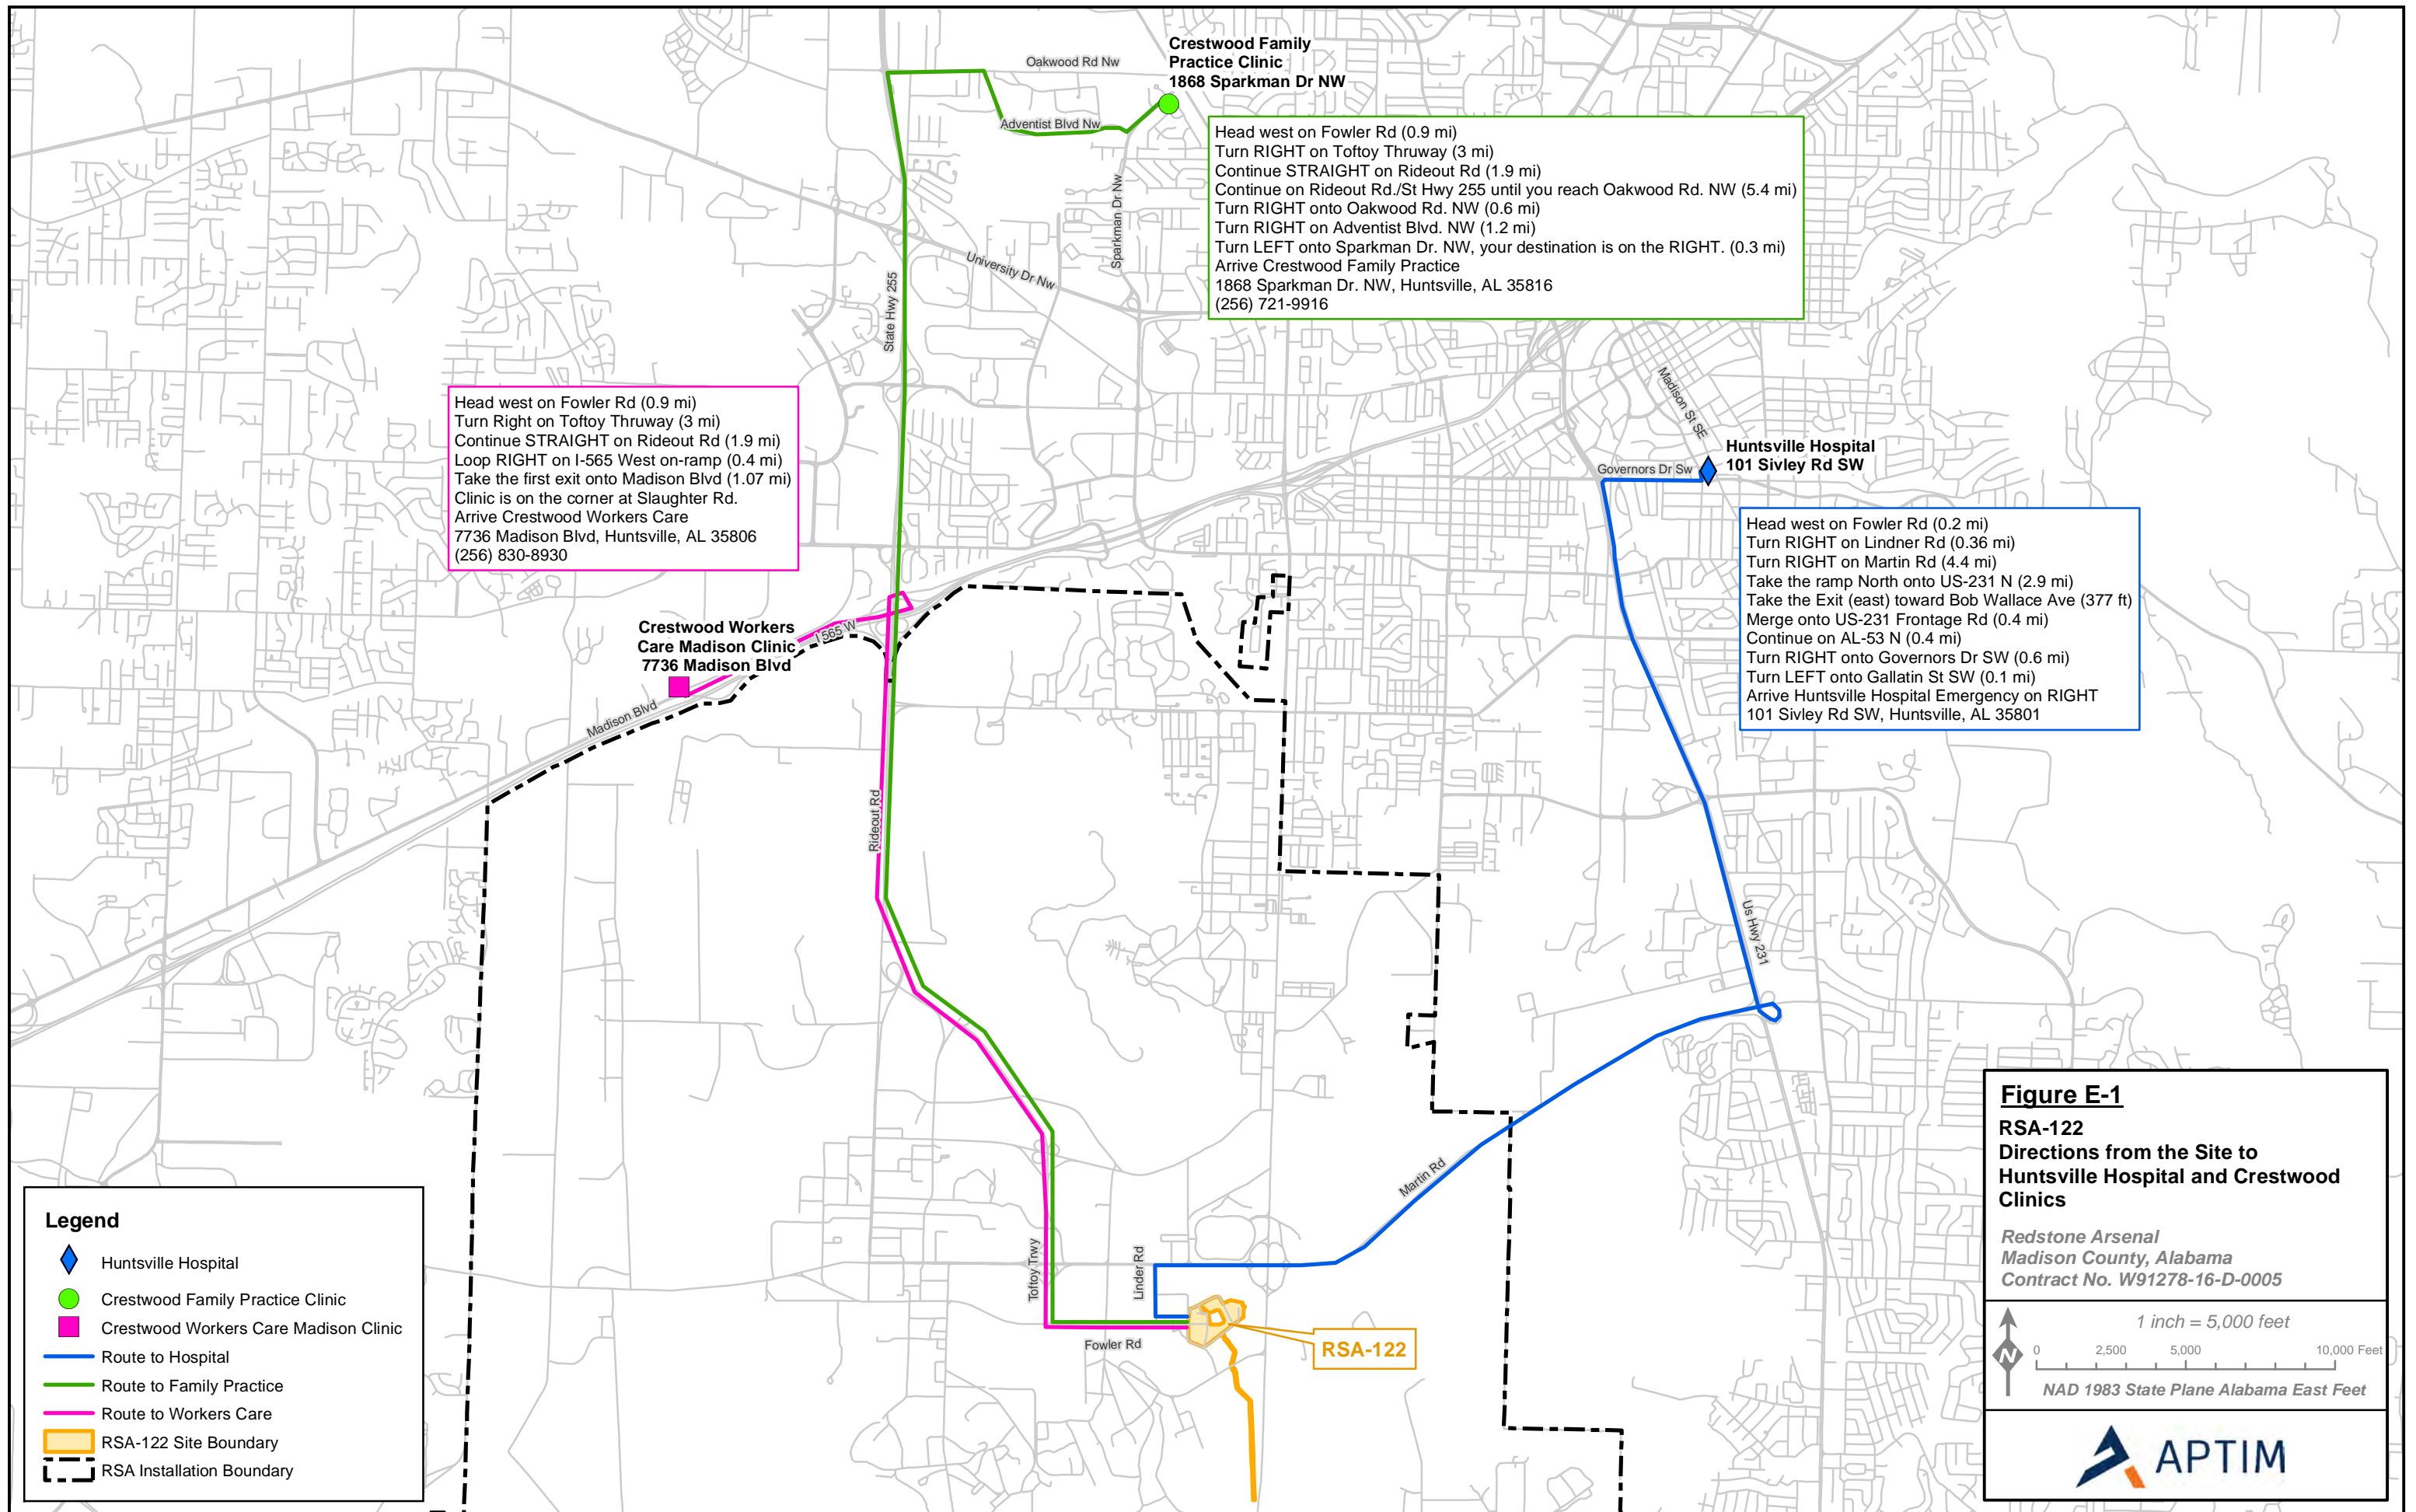 Crestwood Family
Practice Clinic
1868 Sparkman Dr NW
Oakwood Rd Nw
Adventist Blvd Nw
Sparkman Dr Nw
University Dr Nw
State Hwy 255
Head west on Fowler Rd (0.9 mi)
Turn RIGHT on Toftoy Thruway (3 mi)
Continue STRAIGHT on Rideout Rd (1.9 mi)
Continue on Rideout Rd./St Hwy 255 until you reach Oakwood Rd. NW (5.4 mi)
Turn RIGHT onto Oakwood Rd. NW (0.6 mi)
Turn RIGHT on Adventist Blvd. NW (1.2 mi)
Turn LEFT onto Sparkman Dr. NW, your destination is on the RIGHT. (0.3 mi)
Arrive Crestwood Family Practice
1868 Sparkman Dr. NW, Huntsville, AL 35816
(256) 721-9916
Head west on Fowler Rd (0.9 mi)
Turn Right on Toftoy Thruway (3 mi)
Continue STRAIGHT on Rideout Rd (1.9 mi)
Loop RIGHT on I-565 West on-ramp (0.4 mi)
Take the first exit onto Madison Blvd (1.07 mi)
Clinic is on the corner at Slaughter Rd.
Arrive Crestwood Workers Care
7736 Madison Blvd, Huntsville, AL 35806
(256) 830-8930
Madison St SE
Huntsville Hospital
101 Sivley Rd SW
Governors Dr Sw
Head west on Fowler Rd (0.2 mi)
Turn RIGHT on Lindner Rd (0.36 mi)
Turn RIGHT on Martin Rd (4.4 mi)
Take the ramp North onto US-231 N (2.9 mi)
Take the Exit (east) toward Bob Wallace Ave (377 ft)
Merge onto US-231 Frontage Rd (0.4 mi)
Continue on AL-53 N (0.4 mi)
Turn RIGHT onto Governors Dr SW (0.6 mi)
Turn LEFT onto Gallatin St SW (0.1 mi)
Arrive Huntsville Hospital Emergency on RIGHT
101 Sivley Rd SW, Huntsville, AL 35801
Crestwood Workers
Care Madison Clinic
7736 Madison Blvd
I 565 W
Madison Blvd
Rideout Rd
Us Hwy 231
Martin Rd
Linder Rd
Toftoy Trwy
Fowler Rd
RSA-122
Legend
Huntsville Hospital
Crestwood Family Practice Clinic
Crestwood Workers Care Madison Clinic
Route to Hospital
Route to Family Practice
Route to Workers Care
RSA-122 Site Boundary
RSA Installation Boundary
Figure E-1
RSA-122
Directions from the Site to
Huntsville Hospital and Crestwood
Clinics
Redstone Arsenal
Madison County, Alabama
Contract No. W91278-16-D-0005
N
1 inch = 5,000 feet
0 2,500 5,000 10,000 Feet
NAD 1983 State Plane Alabama East Feet
APTIM